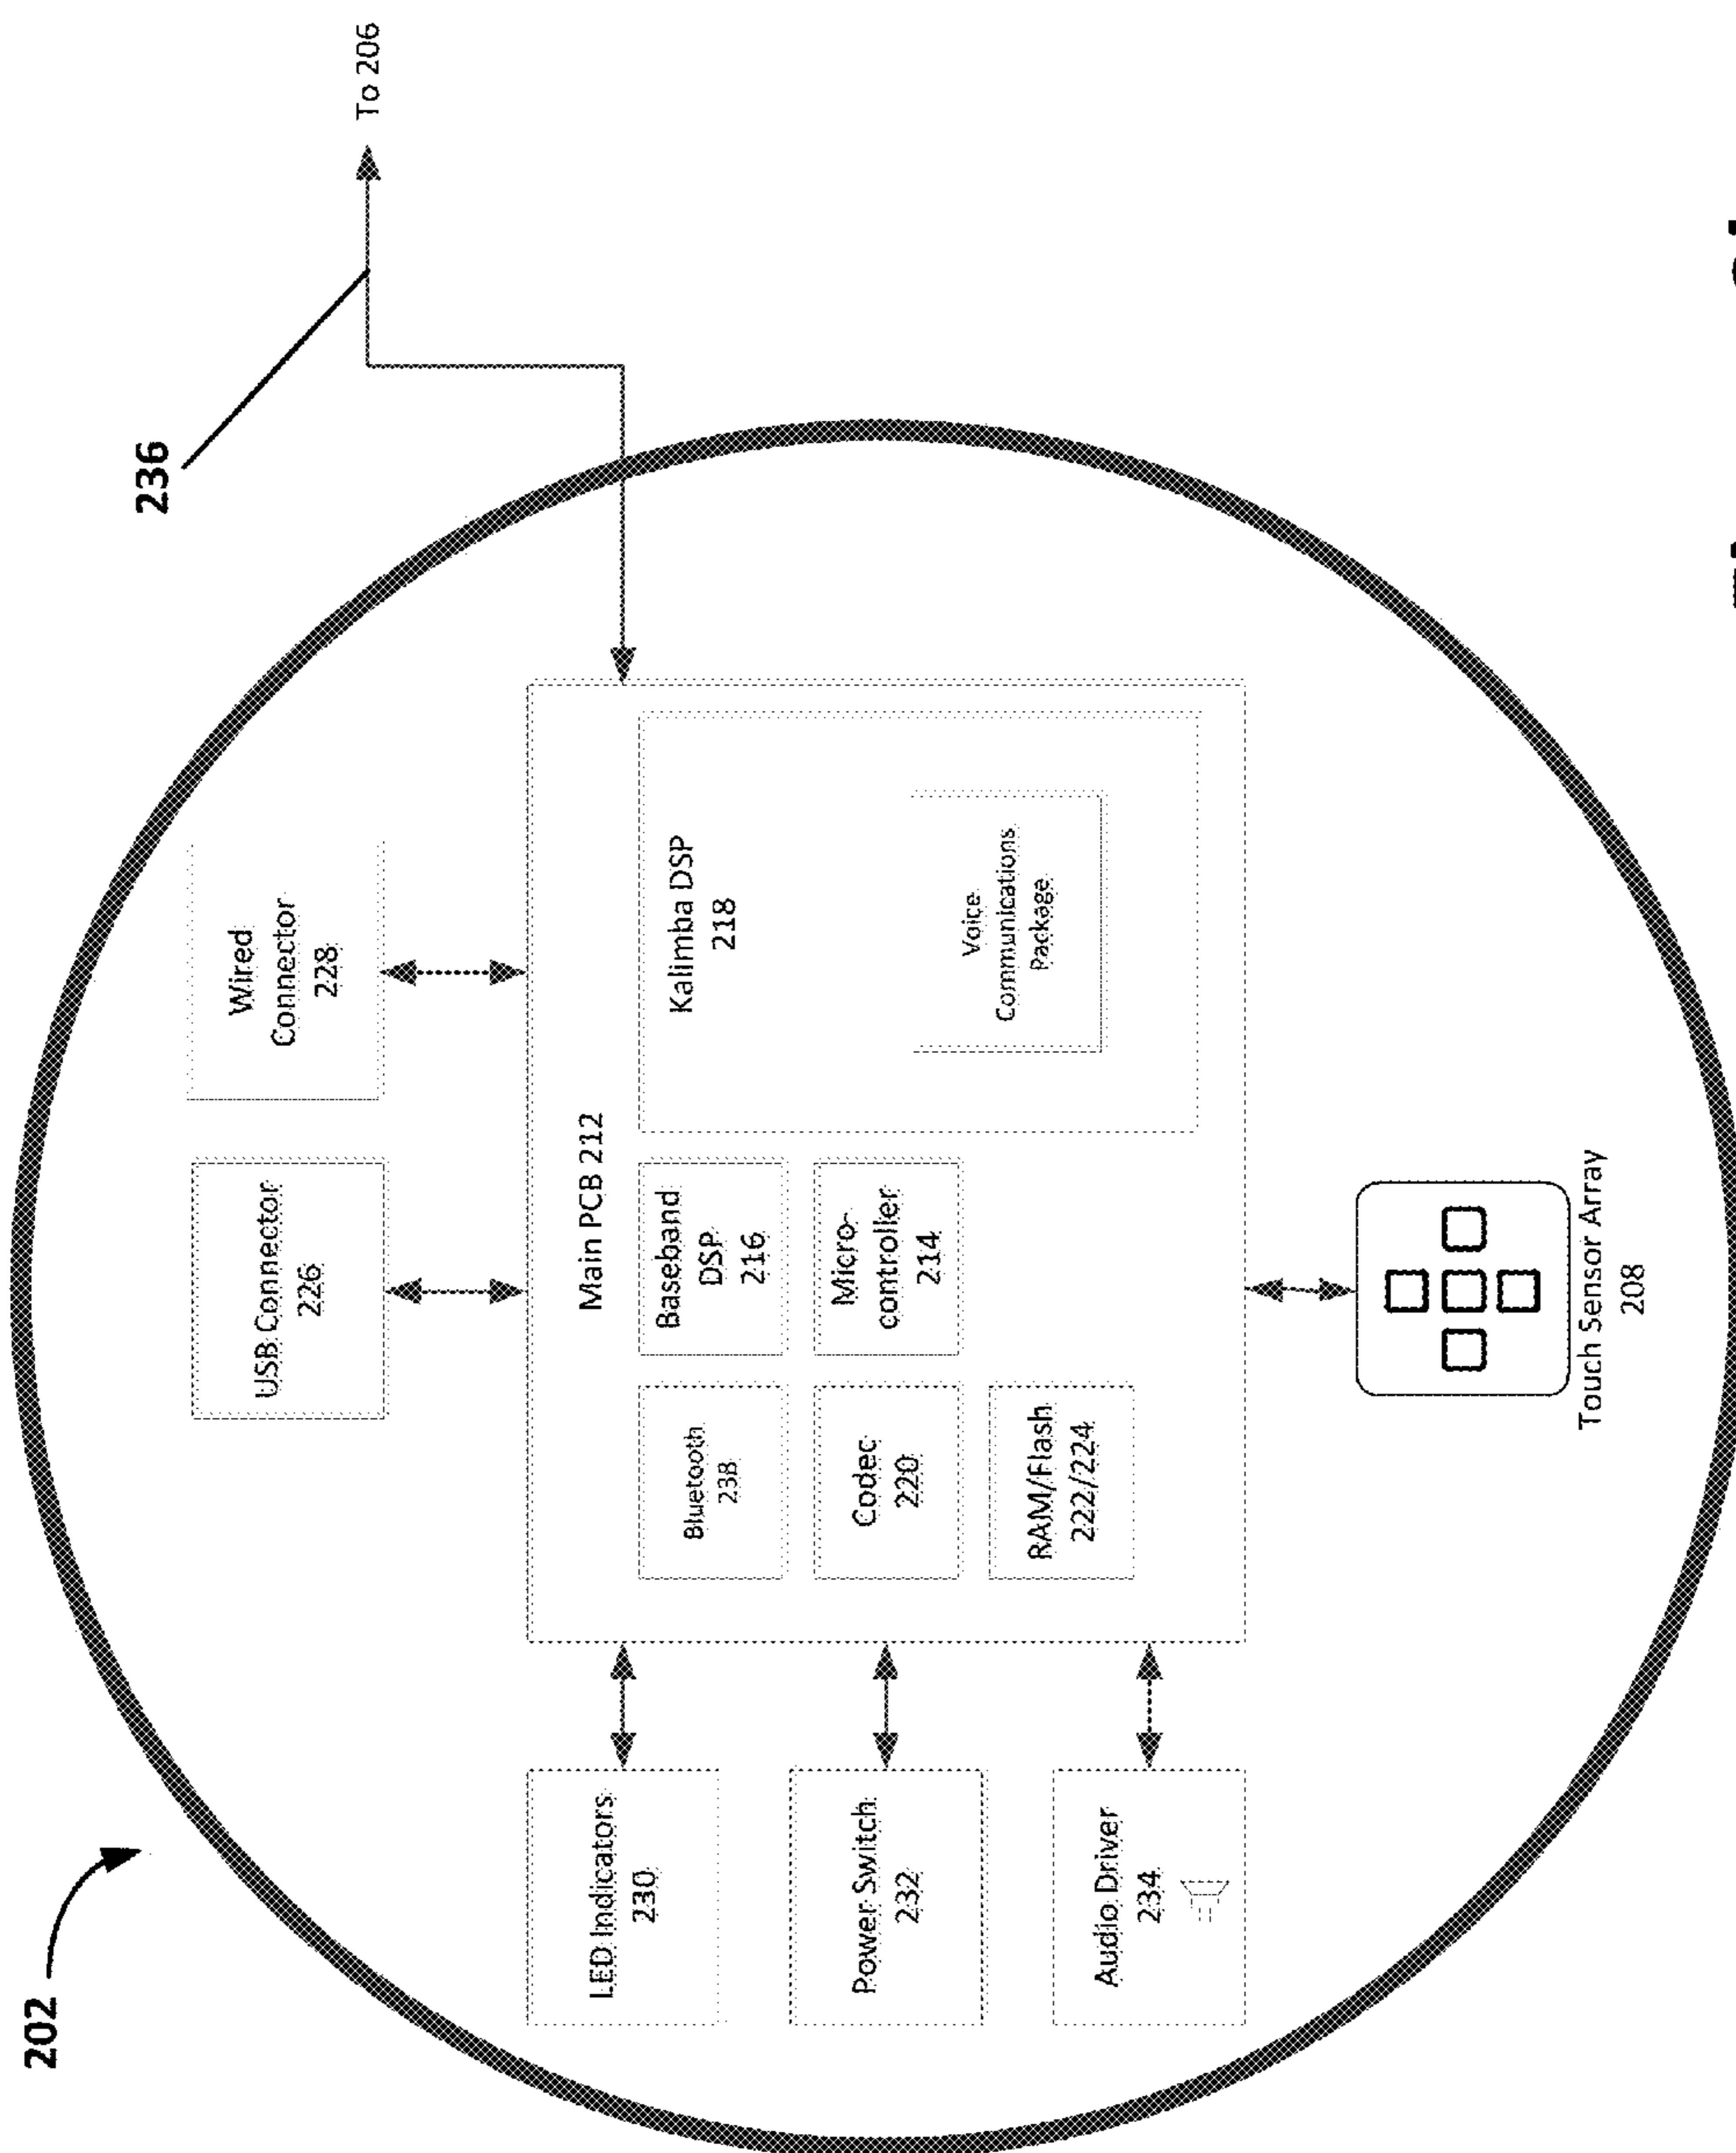 202
236
To 206
USB Connector
226
Wired
Connector
228
LED Indicators
230
Power Switch
232
Audio Driver
234
Main PCB 212
Bluetooth
238
Baseband
DSP
216
Kalimba DSP
218
Codec
220
Micro-
controller
214
RAM/Flash
222/224
Voice
Communications
Package
Touch Sensor Array
208